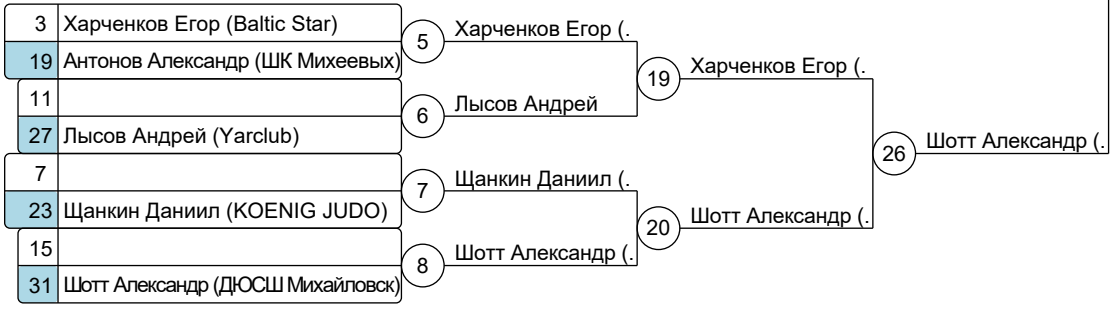 3 Харченков Егор (Baltic Star)
19 Антонов Александр (ШК Михеевых)
11
27 Лысов Андрей (Yarclub)
7
23 Щанкин Даниил (KOENIG JUDO)
15
31 Шотт Александр (ДЮСШ Михайловск)
5 Харченков Егор (.
6 Лысов Андрей
7 Щанкин Даниил (.
8 Шотт Александр (.
19 Харченков Егор (.
20 Шотт Александр (.
26 Шотт Александр (.